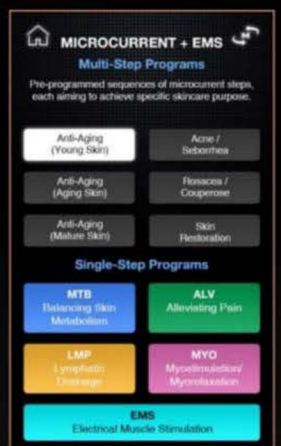 MICROCURRENT + EMS
Multi-Step Programs
Pre-programmed sequences of microcurrent steps,
each aiming to achieve specific skincare purpose.
Anti-Aging
(Young Skin)
Acne /
Seborrhea
Anti-Aging
(Aging Skin)
Rosacea /
Couperose
Anti-Aging
(Mature Skin)
Skin
Restoration
Single-Step Programs
MTB
Balancing Skin
Metabolism
ALV
Alleviating Pain
LMP
Lymphatic
Drainage
MYO
Myostimulation/
Myorelaxation
EMS
Electrical Muscle Stimulation